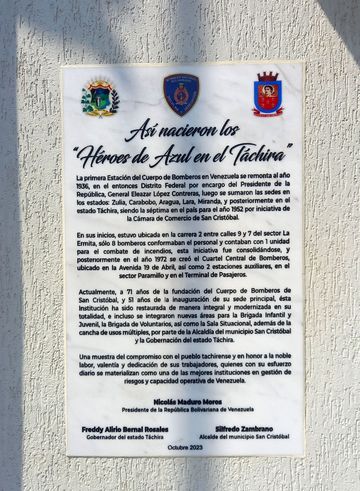 Así nacieron los
"Héroes de Azul en el Táchira"
La primera Estación del Cuerpo de Bomberos en Venezuela se remonta al año
1936, en el entonces Distrito Federal por encargo del Presidente de la
República, General Eleazar López Contreras, luego se sumaron las sedes en
los estados: Zulia, Carabobo, Aragua, Lara, Miranda, y posteriormente en el
estado Táchira, siendo la séptima en el país para el año 1952 por iniciativa de
la Cámara de Comercio de San Cristóbal.
En sus inicios, estuvo ubicada en la carrera 2 entre calles 9 y 7 del sector La
Ermita, sólo 8 bomberos conformaban el personal y contaban con 1 unidad
para el combate de incendios, esta iniciativa fue consolidándose, y
posteriormente en el año 1972 se creó el Cuartel Central de Bomberos,
ubicado en la Avenida 19 de Abril, así como 2 estaciones auxiliares, en el
sector Paramillo y en el Terminal de Pasajeros.
Actualmente, a 71 años de la fundación del Cuerpo de Bomberos de
San Cristóbal, y 51 años de la inauguración de su sede principal, ésta
Institución ha sido restaurada de manera integral y modernizada en su
totalidad, e incluso se integraron nuevas áreas para la Brigada Infantil y
Juvenil, la Brigada de Voluntarios, así como la Sala Situacional, además de la
cancha de usos múltiples, por parte de la Alcaldía del municipio San Cristóbal
y la Gobernación del estado Táchira.
Una muestra del compromiso con el pueblo tachirense y en honor a la noble
labor, valentía y dedicación de sus trabajadores, quienes con su esfuerzo
diario se materializan como una de las mejores instituciones en gestión de
riesgos y capacidad operativa de Venezuela.
Nicolás Maduro Moros
Presidente de la República Bolivariana de Venezuela
Freddy Alirio Bernal Rosales
Gobernador del estado Táchira
Silfredo Zambrano
Alcalde del municipio San Cristóbal
Octubre 2023